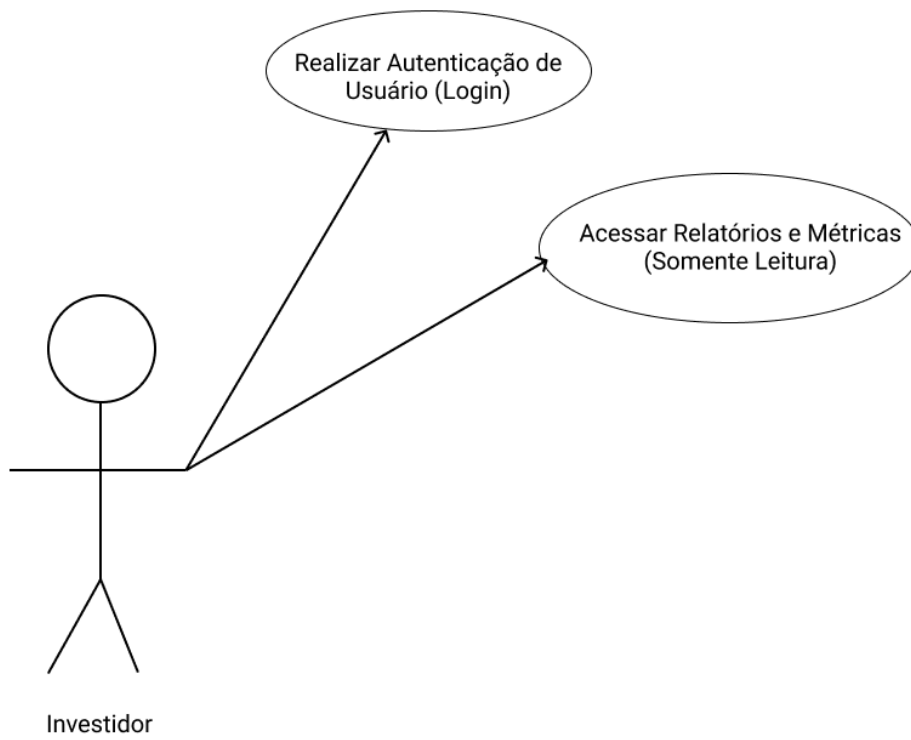 Realizar Autenticação de
Usuário (Login)
Acessar Relatórios e Métricas
(Somente Leitura)
Investidor